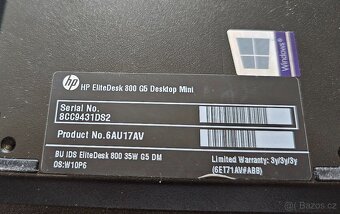 Windows
hp HP EliteDesk 800 G5 Desktop Mini
Serial No.
8CC9431DS2
Product No.6AU17AV
BU IDS EliteDesk 800 35W G5 DM
OS:W10P6
Limited Warranty: 3y/3y/3y
(6ET71AV#ABB)
Bazoš.cz